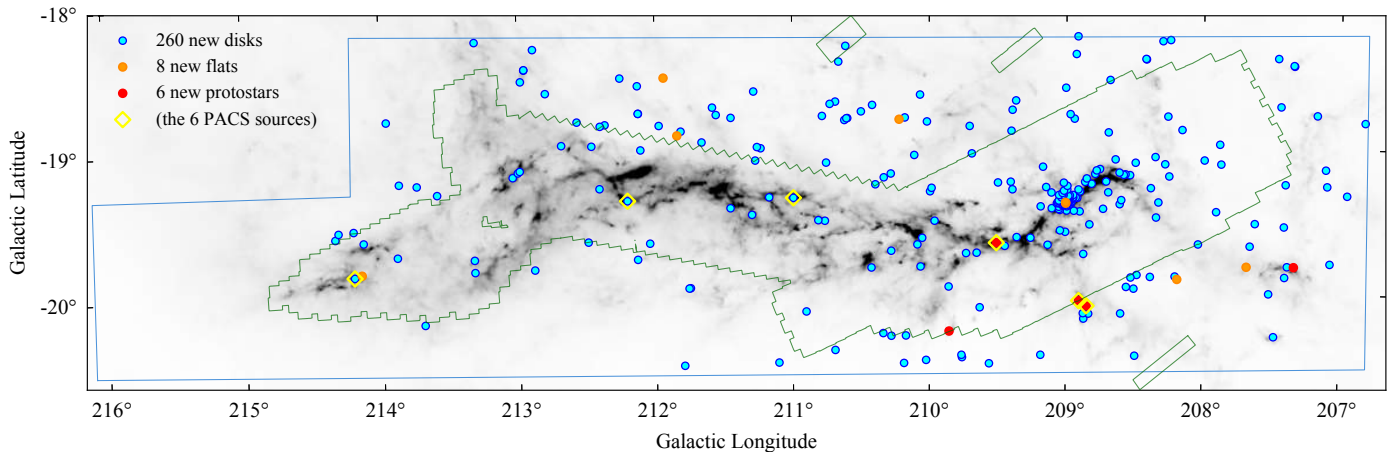 -18°
260 new disks
8 new flats
6 new protostars
(the 6 PACS sources)
-19°
Galactic Latitude
-20°
216° 215° 214° 213° 212° 211° 210° 209° 208° 207°
Galactic Longitude